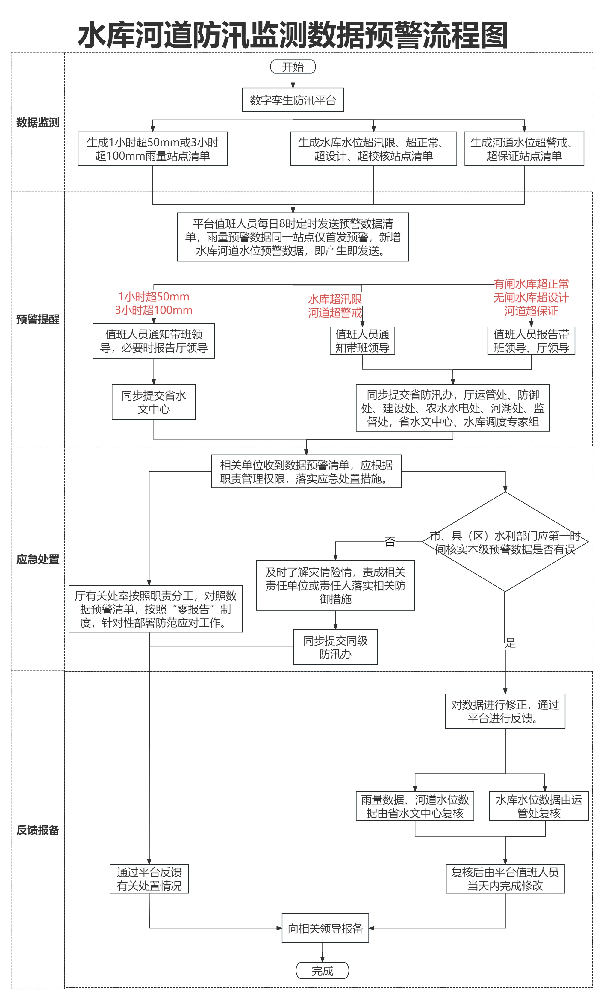 水库河道防汛监测数据预警流程图
数据监测
开始
数字孪生防汛平台
生成1小时超50mm或3小时
超100mm雨量站点清单
生成水库水位超汛限、超正常、
超设计、超校核站点清单
生成河道水位超警戒、
超保证站点清单
预警提醒
平台值班人员每日8时定时发送预警数据清
单，雨量预警数据同一站点仅首发预警，新增
水库河道水位预警数据，即产生即发送。
1小时超50mm
3小时超100mm
水库超汛限
河道超警戒
有闸水库超正常
无闸水库超设计
河道超保证
值班人员通知带班领
导，必要时报告厅领导
值班人员通
知带班领导
值班人员报告带
班领导、厅领导
同步提交省水
文中心
同步提交省防汛办，厅运管处、防御
处、建设处、农水水电处、河湖处、监
督处，省水文中心、水库调度专家组
应急处置
相关单位收到数据预警清单，应根据
职责管理权限，落实应急处置措施。
市、县（区）水利部门应第一时
间核实本级预警数据是否有误
否
及时了解灾情险情，责成相关
责任单位或责任人落实相关防
御措施
厅有关处室按照职责分工，对照数
据预警清单，按照“零报告”制
度，针对性部署防范应对工作。
同步提交同级
防汛办
是
反馈报备
对数据进行修正，通过
平台进行反馈。
雨量数据、河道水位数
据由省水文中心复核
水库水位数据由运
管处复核
通过平台反馈
有关处置情况
复核后由平台值班人员
当天内完成修改
向相关领导报备
完成